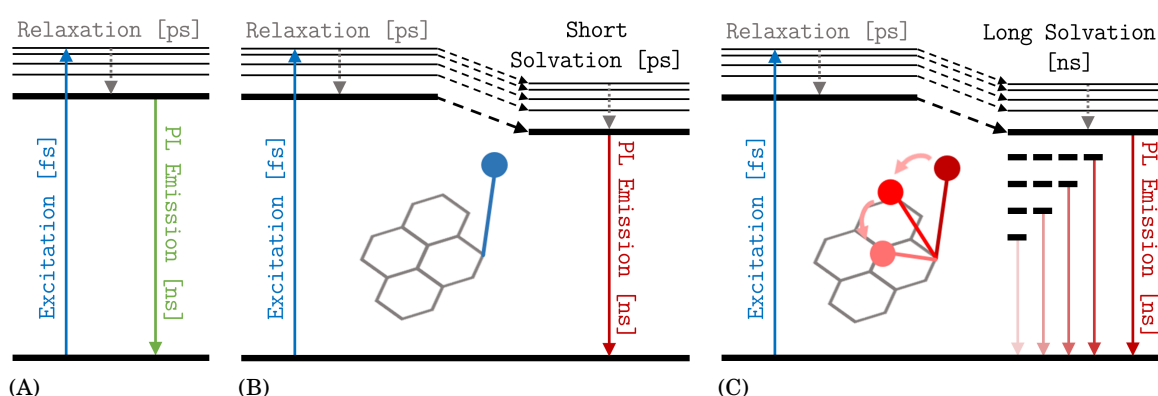 Relaxation [ps]
Excitation [fs]
PL Emission [ns]
(A)
Relaxation [ps]
Short
Solvation [ps]
Excitation [fs]
PL Emission [ns]
(B)
Relaxation [ps]
Long Solvation
[ns]
Excitation [fs]
PL Emission [ns]
(C)